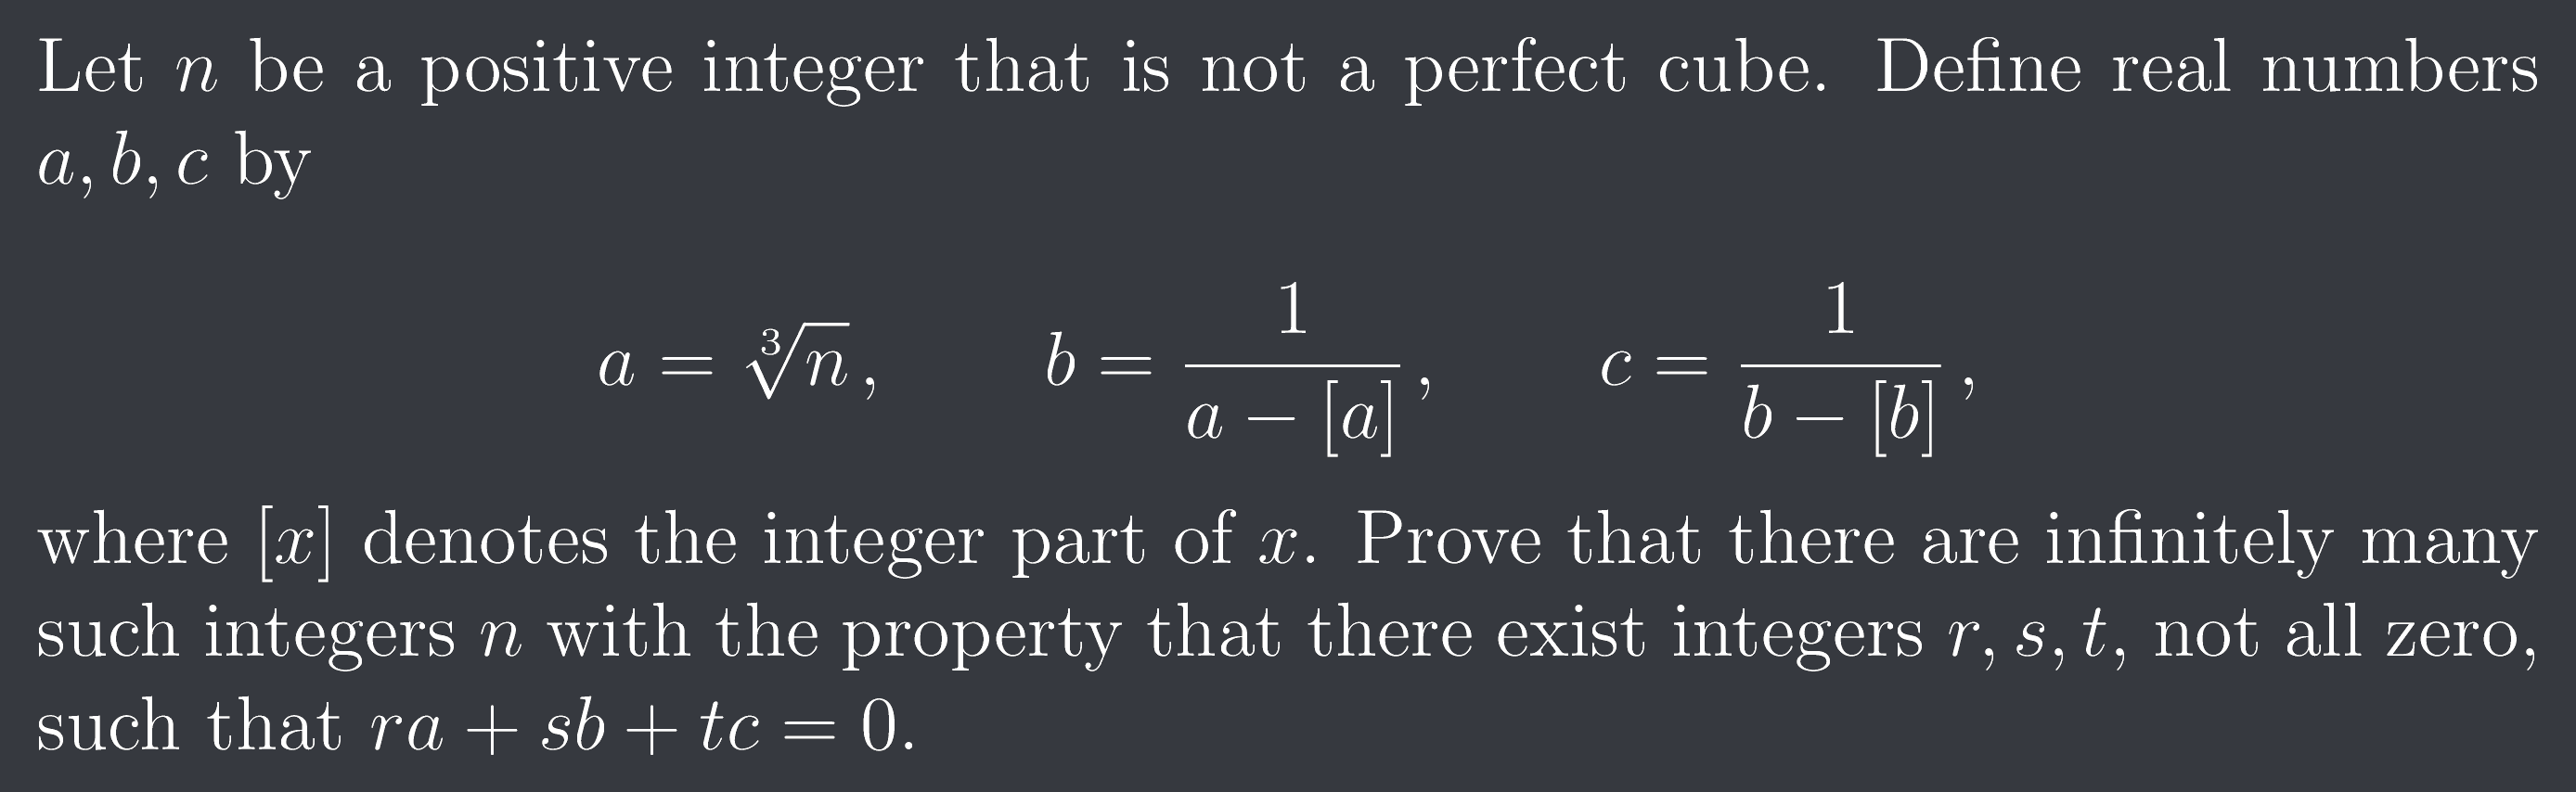 Let n be a positive integer that is not a perfect cube. Define real numbers
a, b, c by
a = ∛n, b = 1/(a − [a]), c = 1/(b − [b]),
where [x] denotes the integer part of x. Prove that there are infinitely many
such integers n with the property that there exist integers r, s, t, not all zero,
such that ra + sb + tc = 0.